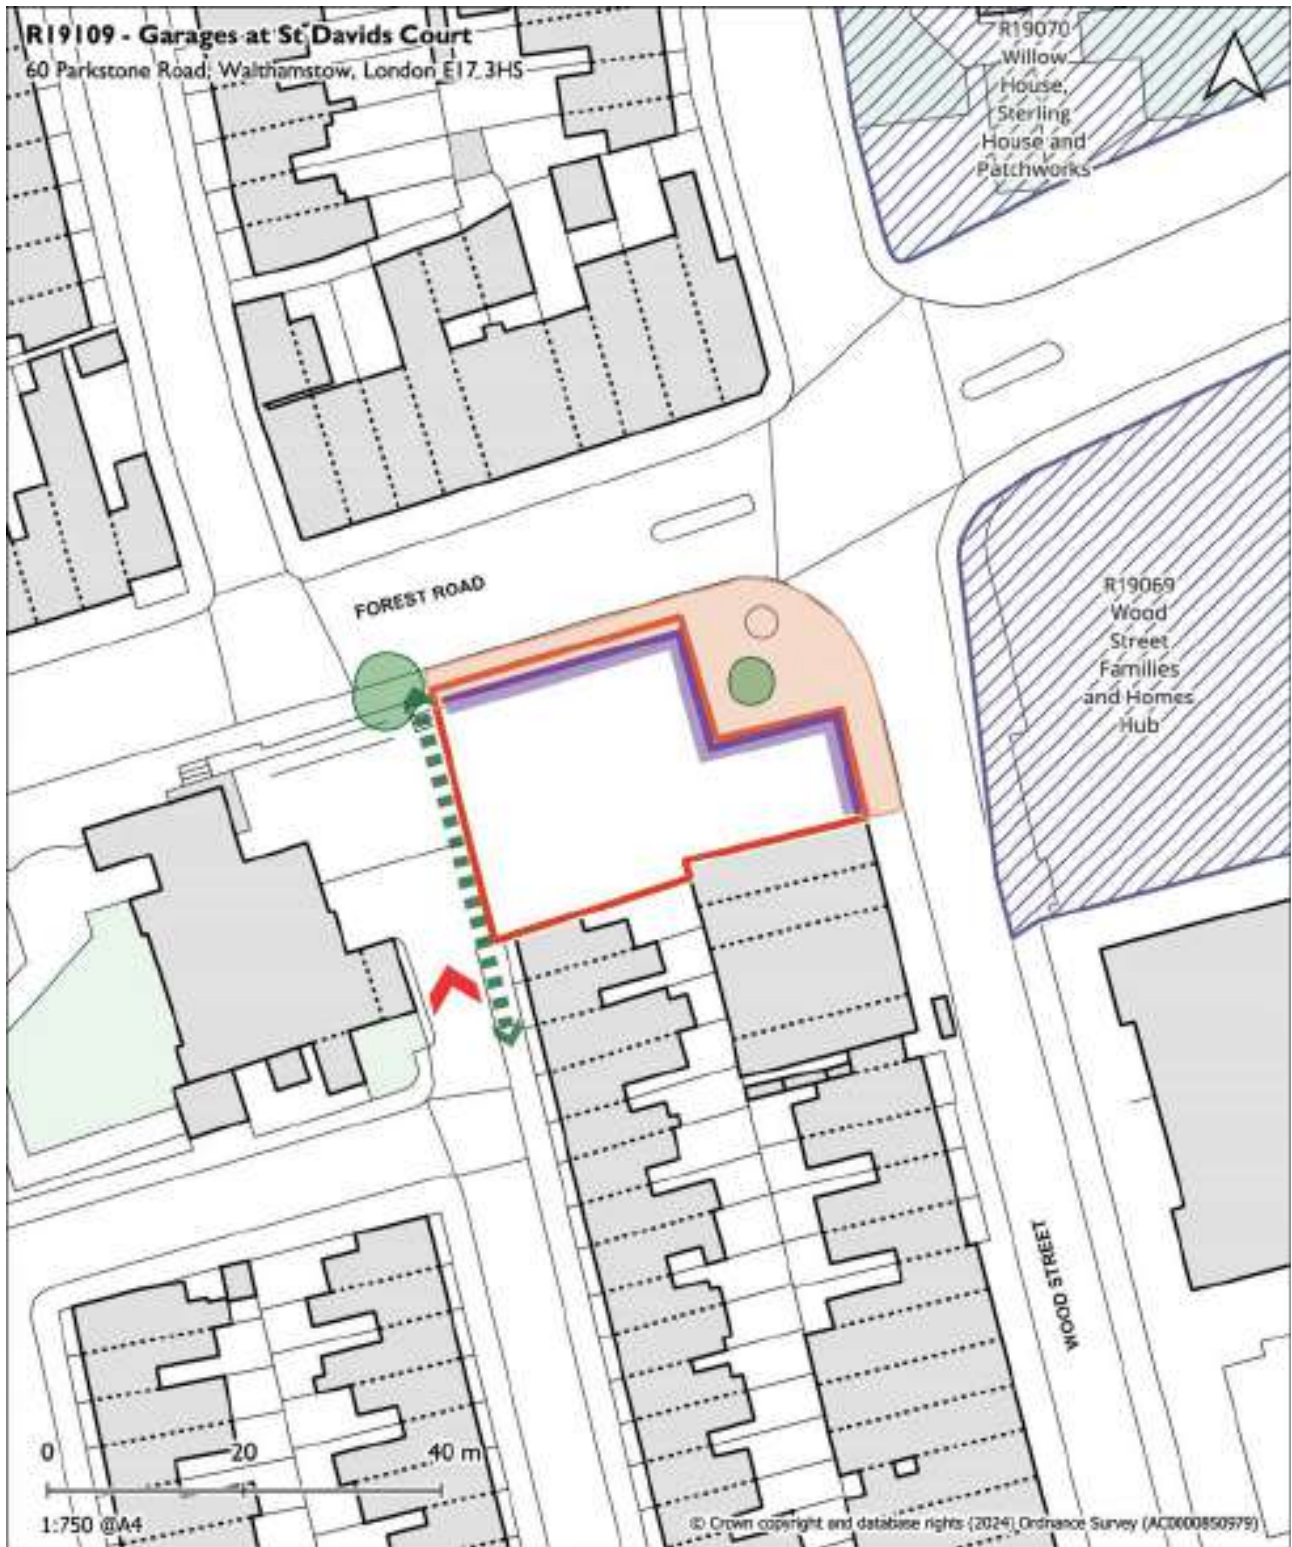 R19109 - Garages at St Davids Court
60 Parkstone Road, Walthamstow, London E17 3HS
R19070
Willow
House,
Sterling
House and
Patchworks
FOREST ROAD
R19069
Wood
Street
Families
and Homes
Hub
WOOD STREET
0 20 40 m
1:750 @A4
© Crown copyright and database rights (2024) Ordnance Survey (AC0000850979)